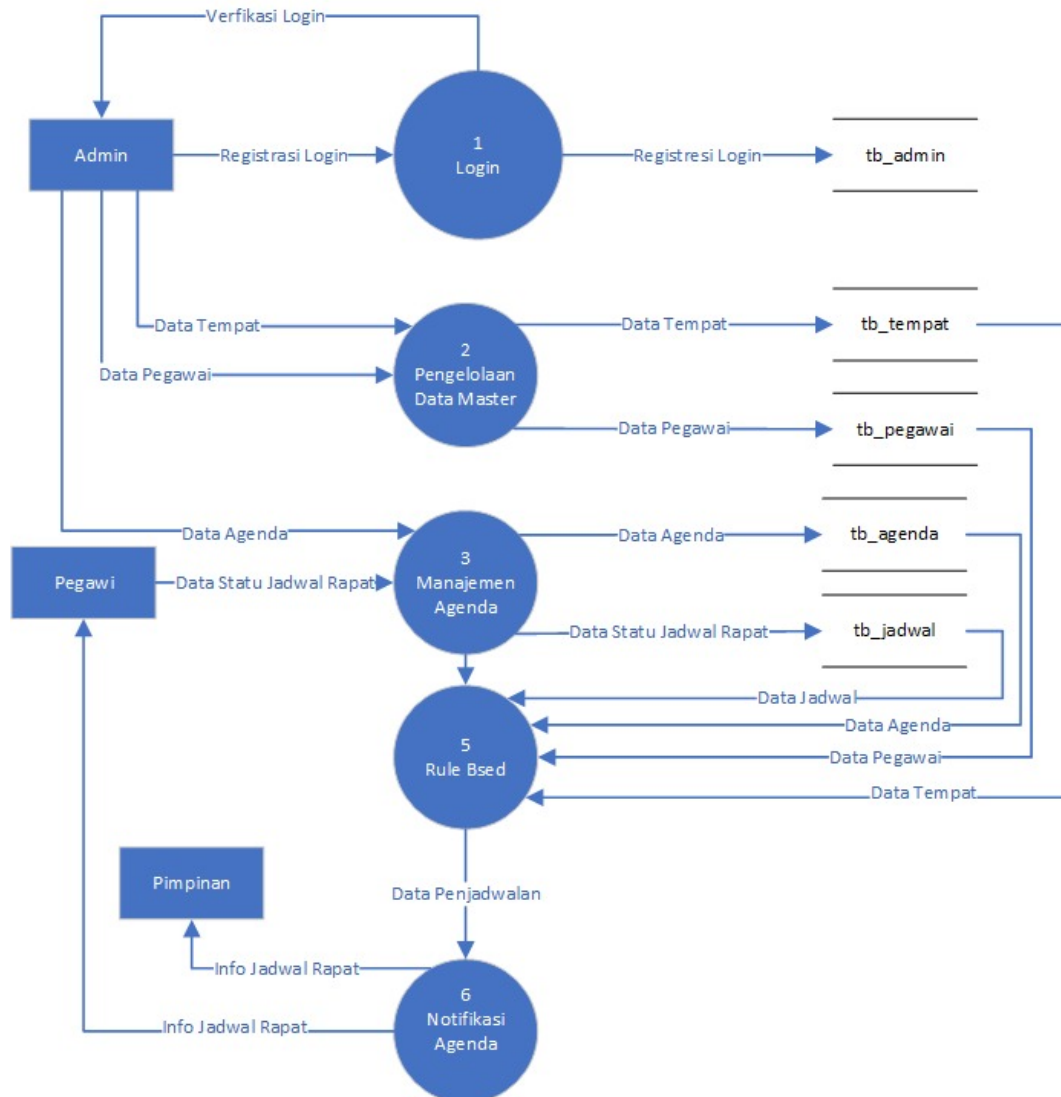 Verfikasi Login
1
Login
Admin
Registrasi Login
Registresi Login
tb_admin
Data Tempat
Data Tempat
tb_tempat
2
Pengelolaan
Data Master
Data Pegawai
Data Pegawai
tb_pegawai
Data Agenda
Data Agenda
tb_agenda
3
Manajemen
Agenda
Pegawi
Data Statu Jadwal Rapat
Data Statu Jadwal Rapat
tb_jadwal
Data Jadwal
Data Agenda
5
Rule Bsed
Data Pegawai
Data Tempat
Pimpinan
Data Penjadwalan
Info Jadwal Rapat
6
Notifikasi
Agenda
Info Jadwal Rapat